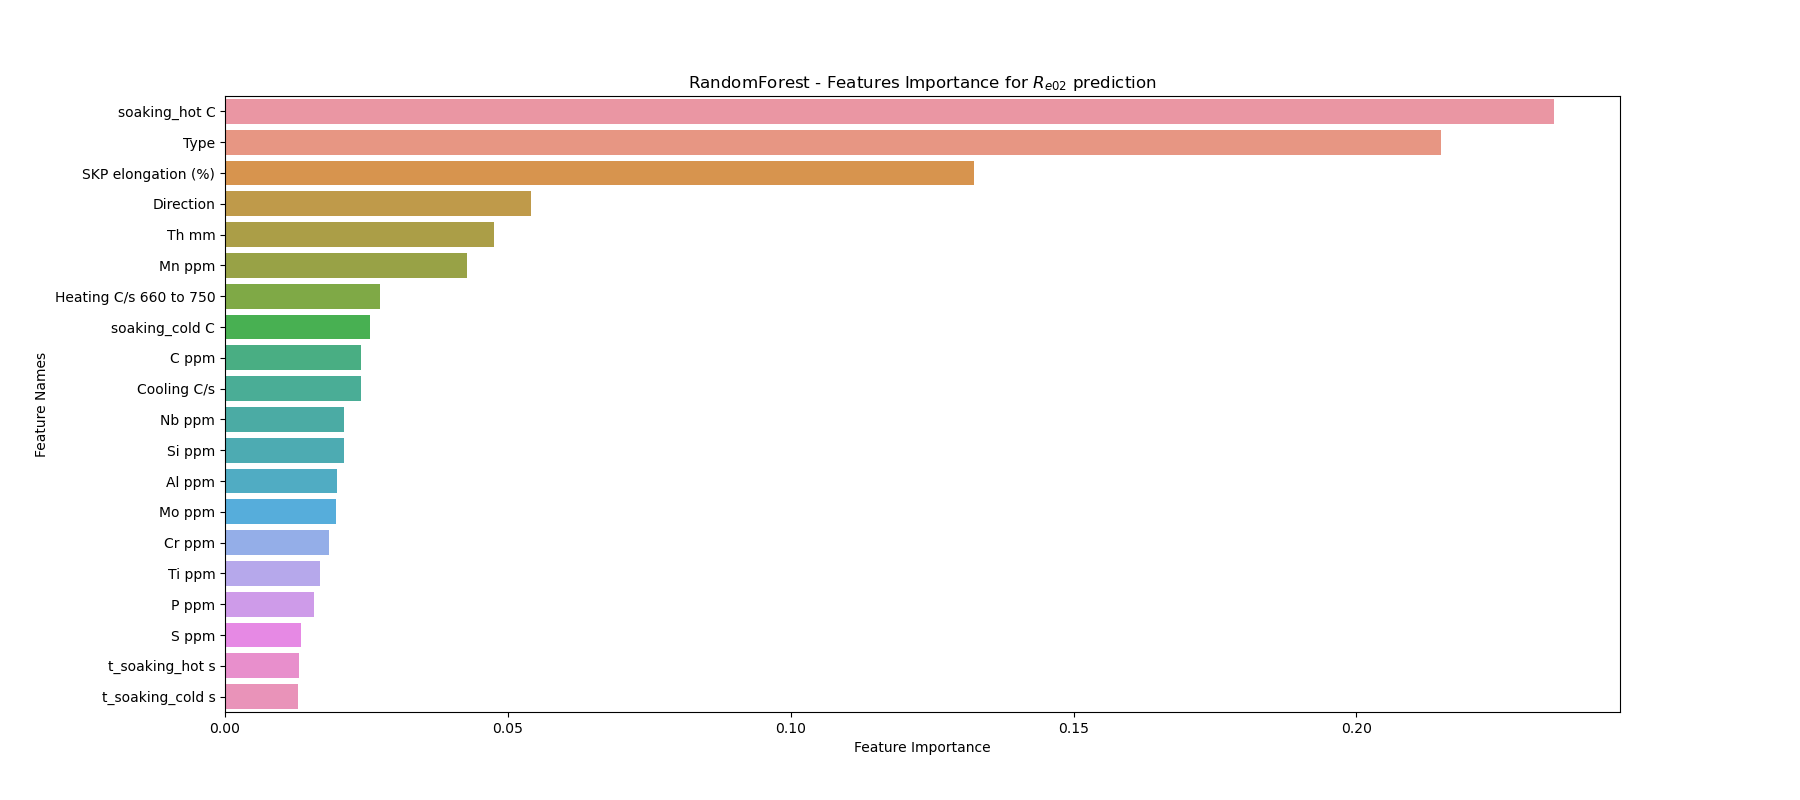 RandomForest - Features Importance for R_e02 prediction
soaking_hot C
Type
SKP elongation (%)
Direction
Th mm
Mn ppm
Heating C/s 660 to 750
soaking_cold C
C ppm
Cooling C/s
Nb ppm
Si ppm
Al ppm
Mo ppm
Cr ppm
Ti ppm
P ppm
S ppm
t_soaking_hot s
t_soaking_cold s
Feature Names
0.00 0.05 0.10 0.15 0.20
Feature Importance